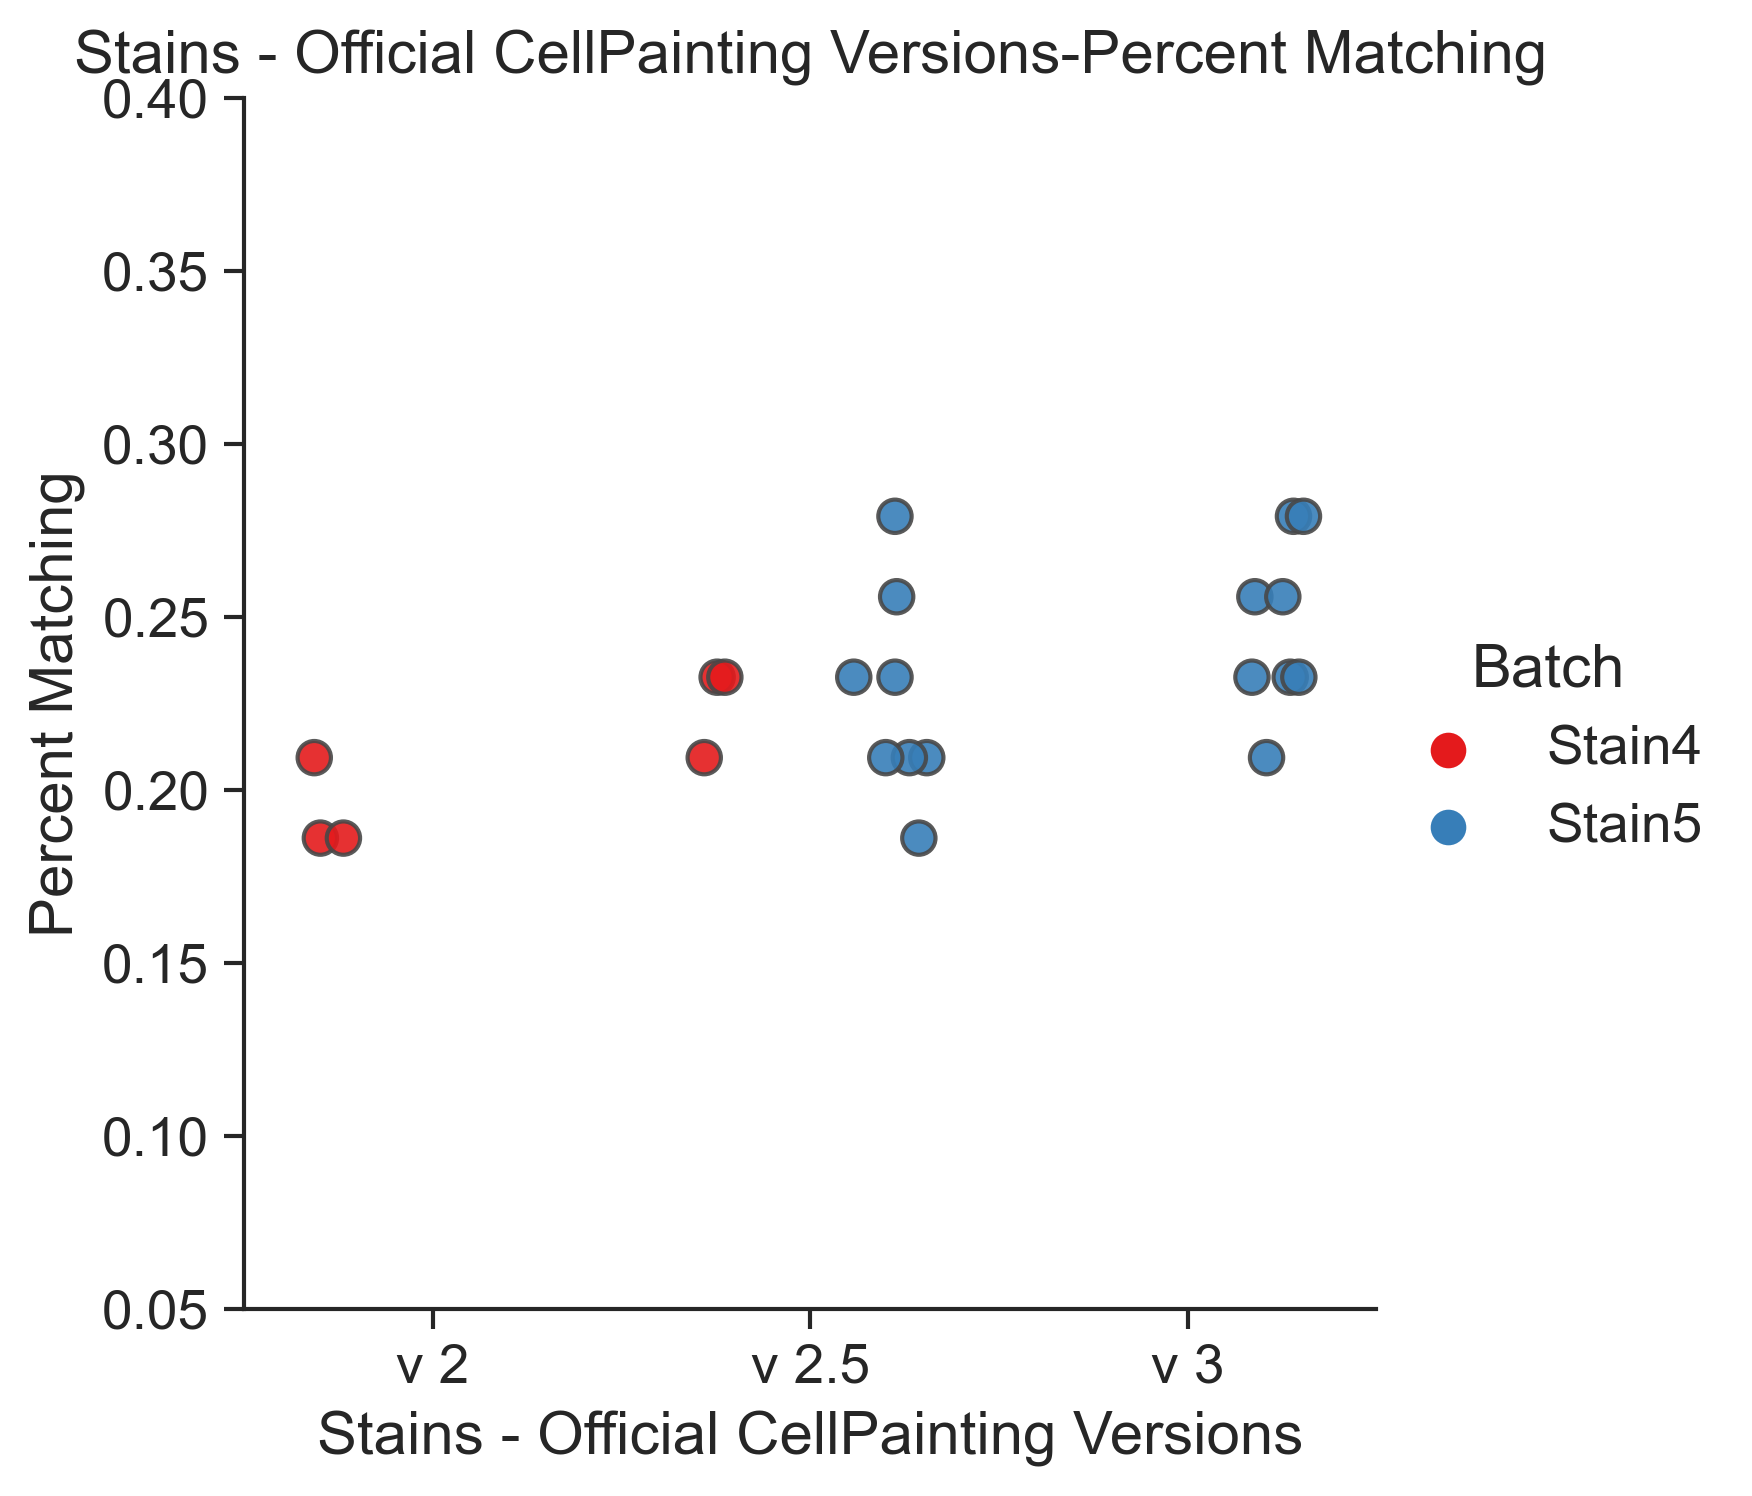 Stains - Official CellPainting Versions-Percent Matching
0.40
0.35
0.30
0.25
0.20
0.15
0.10
0.05
Percent Matching
v 2
v 2.5
v 3
Stains - Official CellPainting Versions
Batch
Stain4
Stain5